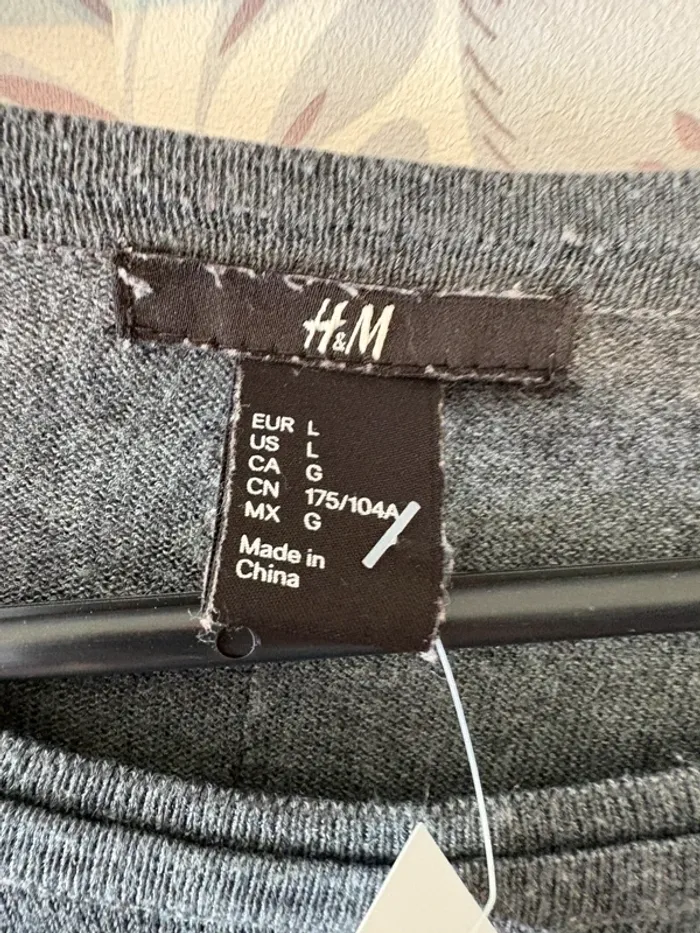 H&M
EUR L
US L
CA G
CN 175/104A
MX G
Made in
China